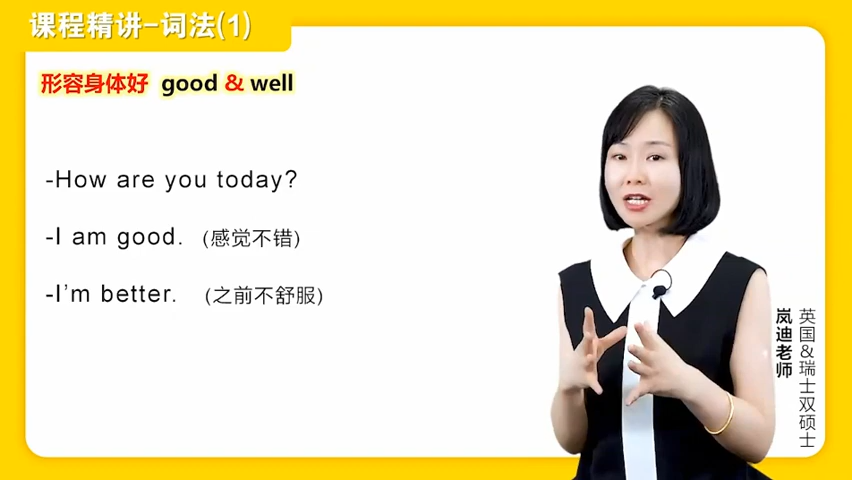 课程精讲-词法(1)
形容身体好 good & well
-How are you today?
-I am good. (感觉不错)
-I'm better. (之前不舒服)
英国&瑞士双硕士
岚迪老师